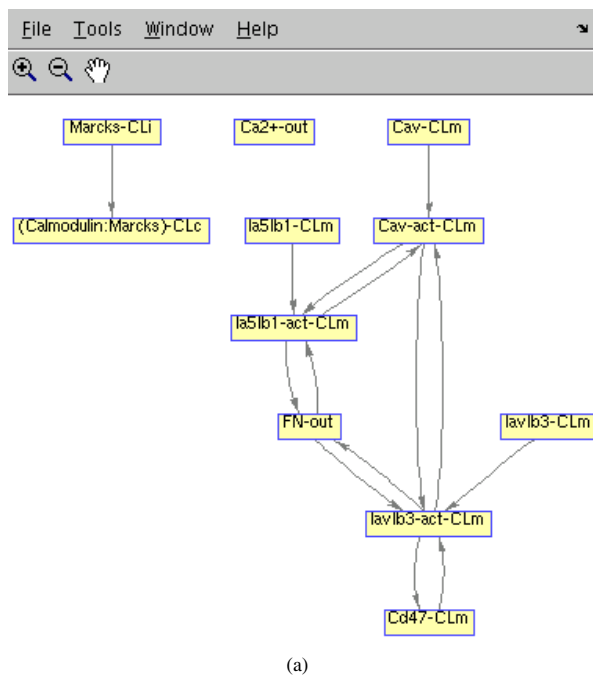 File Tools Window Help
Marcks-CLi Ca2+-out Cav-CLm
(Calmodulin:Marcks)-CLc Ia5Ib1-CLm Cav-act-CLm
Ia5Ib1-act-CLm
FN-out IavIb3-CLm
IavIb3-act-CLm
Cd47-CLm
(a)